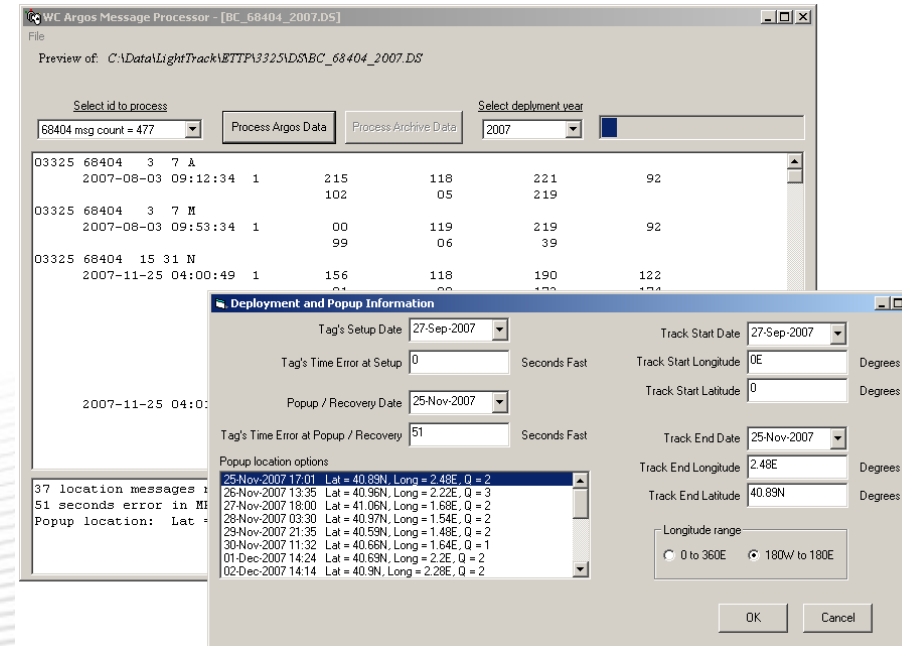 WC Argos Message Processor - [BC_68404_2007.DS]
File
Preview of: C:\Data\LightTrack\ETTP\3325\DS\BC_68404_2007.DS
Select id to process
Select deplyment year
68404 msg count = 477
Process Argos Data
Process Archive Data
2007
03325 68404 3 7 A
2007-08-03 09:12:34 1 215 118 221 92
102 05 219
03325 68404 3 7 M
2007-08-03 09:53:34 1 00 119 219 92
99 06 39
03325 68404 15 31 N
2007-11-25 04:00:49 1 156 118 190 122
2007-11-25 04:01
37 location messages
51 seconds error in
Popup location: Lat =
Deployment and Popup Information
Tag's Setup Date 27-Sep-2007
Tag's Time Error at Setup 0 Seconds Fast
Popup / Recovery Date 25-Nov-2007
Tag's Time Error at Popup / Recovery 51 Seconds Fast
Popup location options
25-Nov-2007 17:01 Lat = 40.89N, Long = 2.48E, Q = 2
26-Nov-2007 13:35 Lat = 40.96N, Long = 2.22E, Q = 3
27-Nov-2007 18:00 Lat = 41.06N, Long = 1.68E, Q = 2
28-Nov-2007 03:30 Lat = 40.97N, Long = 1.54E, Q = 2
29-Nov-2007 21:35 Lat = 40.59N, Long = 1.48E, Q = 2
30-Nov-2007 11:32 Lat = 40.66N, Long = 1.64E, Q = 1
01-Dec-2007 14:24 Lat = 40.69N, Long = 2.2E, Q = 2
02-Dec-2007 14:14 Lat = 40.9N, Long = 2.28E, Q = 2
Track Start Date 27-Sep-2007
Track Start Longitude 0E Degrees
Track Start Latitude 0 Degrees
Track End Date 25-Nov-2007
Track End Longitude 2.48E Degrees
Track End Latitude 40.89N Degrees
Longitude range
0 to 360E 180W to 180E
OK Cancel